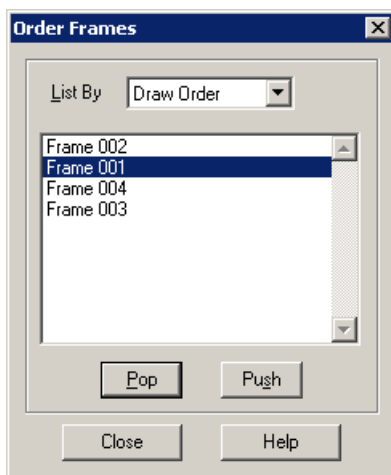 Order Frames
List By Draw Order
Frame 002
Frame 001
Frame 004
Frame 003
Pop Push
Close Help